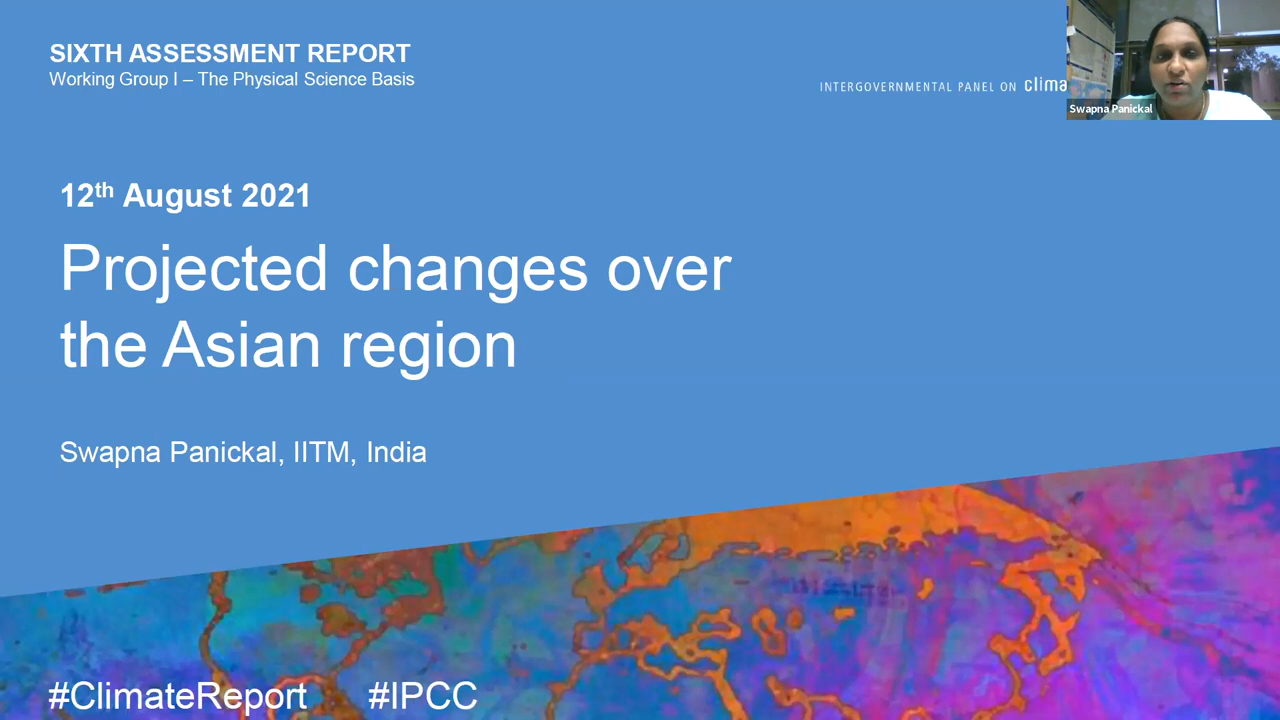 SIXTH ASSESSMENT REPORT
Working Group I – The Physical Science Basis
INTERGOVERNMENTAL PANEL ON clima
Swapna Panickal
12th August 2021
Projected changes over
the Asian region
Swapna Panickal, IITM, India
#ClimateReport #IPCC